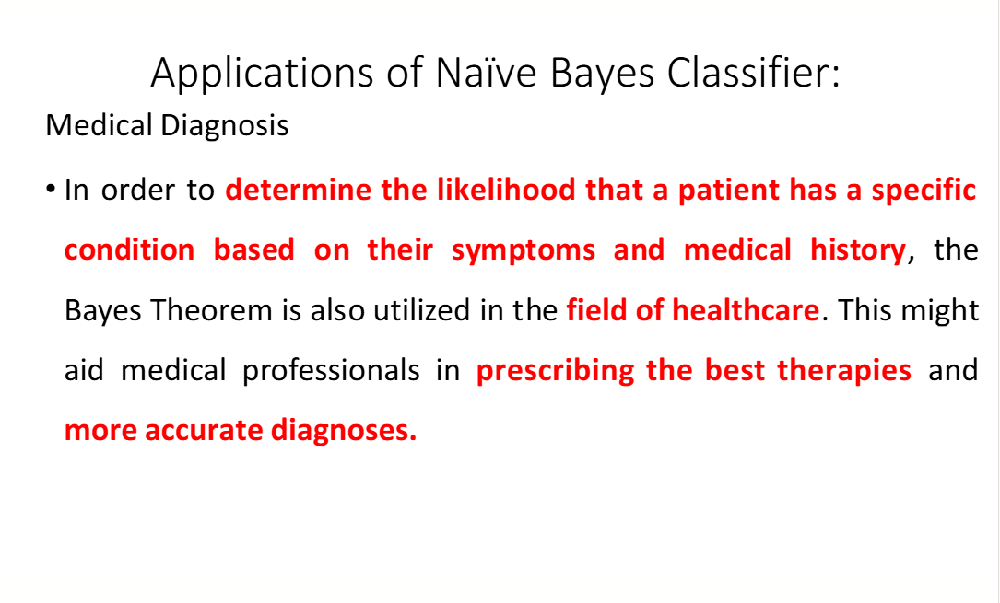 Applications of Naïve Bayes Classifier:
Medical Diagnosis
• In order to determine the likelihood that a patient has a specific
condition based on their symptoms and medical history, the
Bayes Theorem is also utilized in the field of healthcare. This might
aid medical professionals in prescribing the best therapies and
more accurate diagnoses.